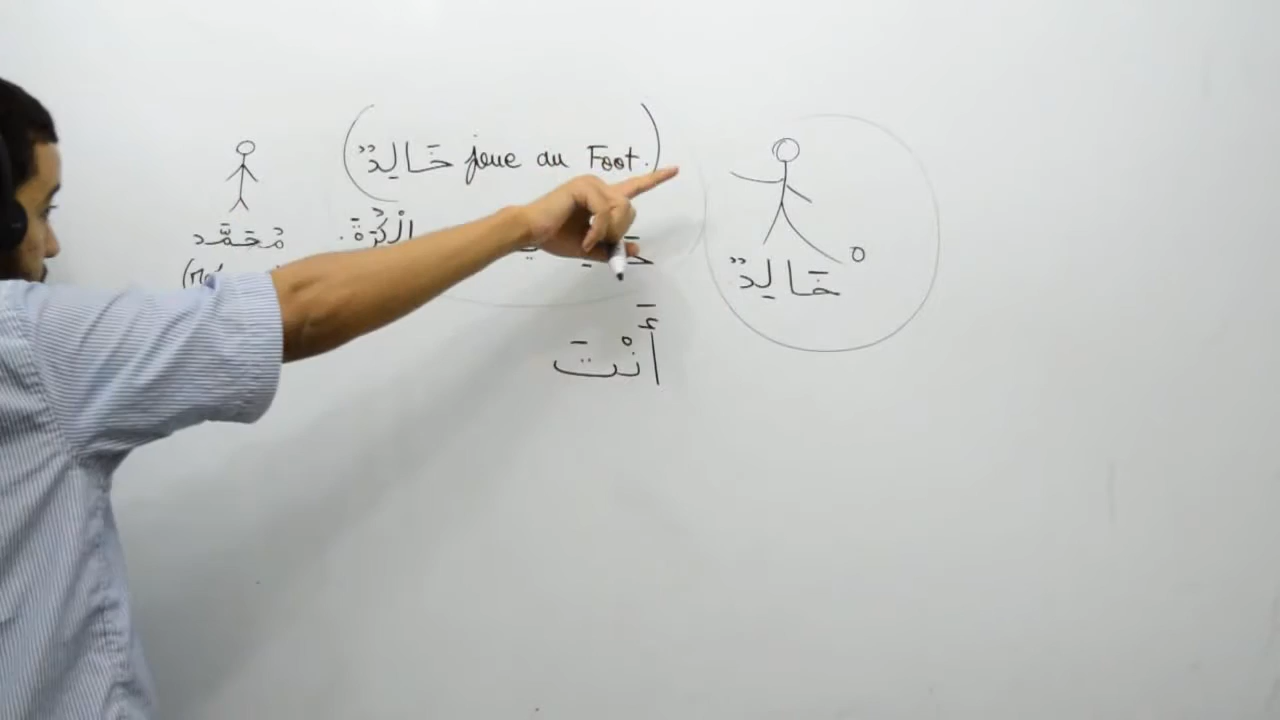 خَالِدٌ joue au Foot.
مُحَمَّد
الْكُرَةَ.
خَالِدٌ
أَنْتَ